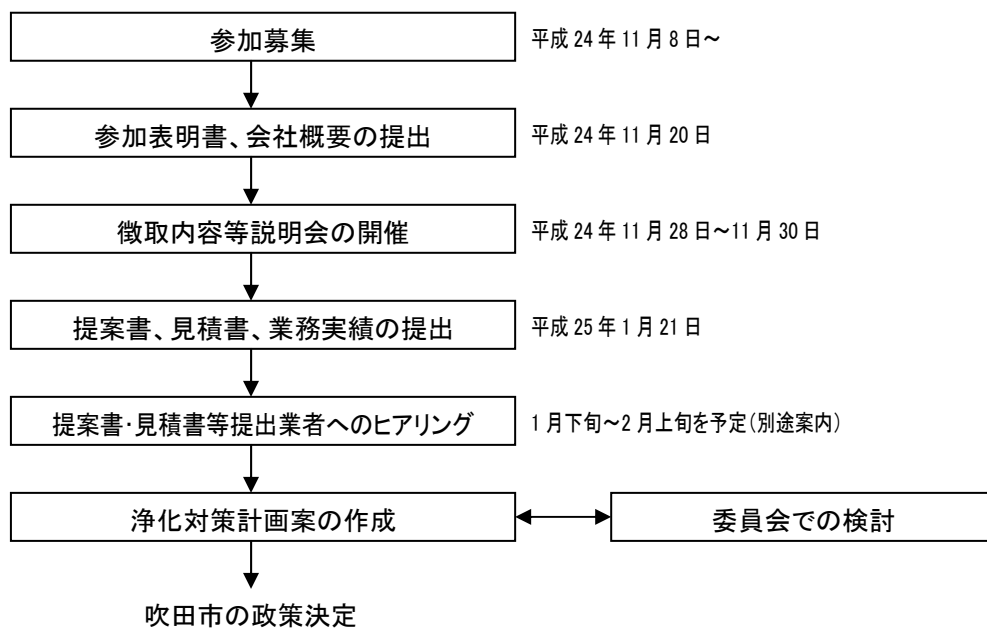 参加募集
平成 24 年 11 月 8 日～
参加表明書、会社概要の提出
平成 24 年 11 月 20 日
徴取内容等説明会の開催
平成 24 年 11 月 28 日～11 月 30 日
提案書、見積書、業務実績の提出
平成 25 年 1 月 21 日
提案書･見積書等提出業者へのヒアリング
1 月下旬～2 月上旬を予定(別途案内)
浄化対策計画案の作成
委員会での検討
吹田市の政策決定